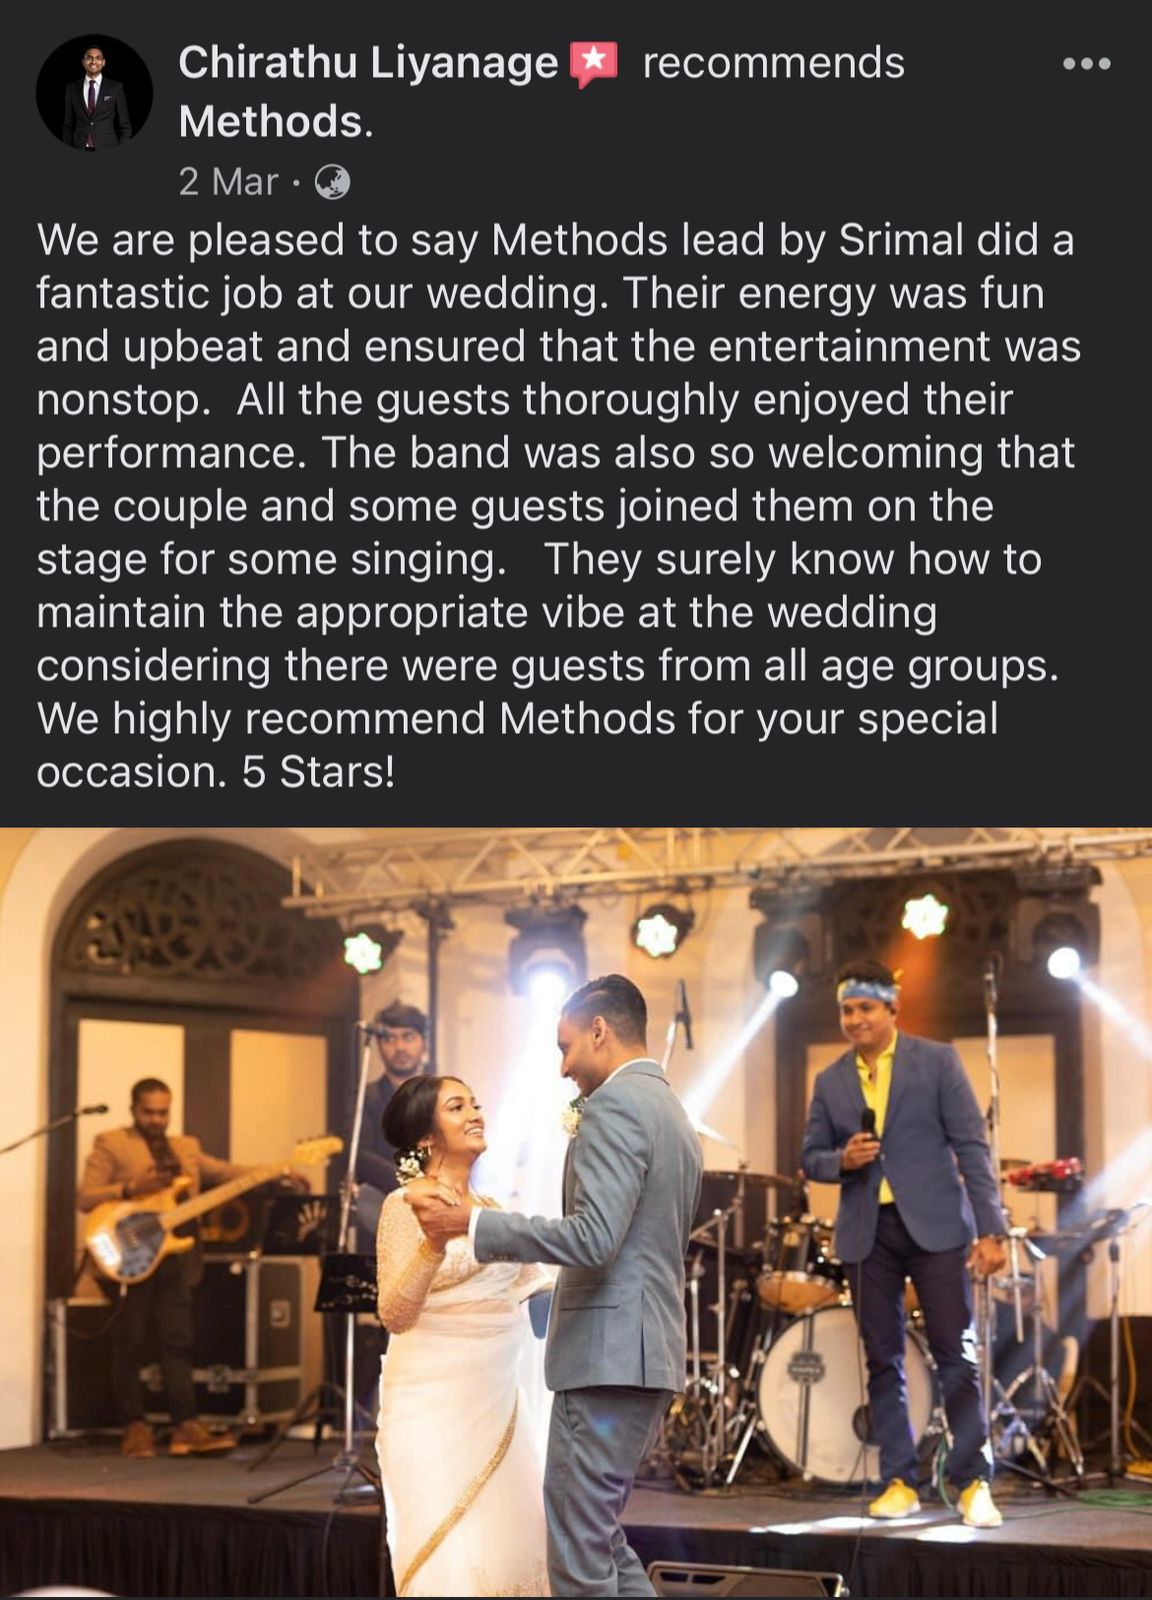 Chirathu Liyanage recommends
Methods.
2 Mar ·
We are pleased to say Methods lead by Srimal did a
fantastic job at our wedding. Their energy was fun
and upbeat and ensured that the entertainment was
nonstop.  All the guests thoroughly enjoyed their
performance. The band was also so welcoming that
the couple and some guests joined them on the
stage for some singing.   They surely know how to
maintain the appropriate vibe at the wedding
considering there were guests from all age groups.
We highly recommend Methods for your special
occasion. 5 Stars!